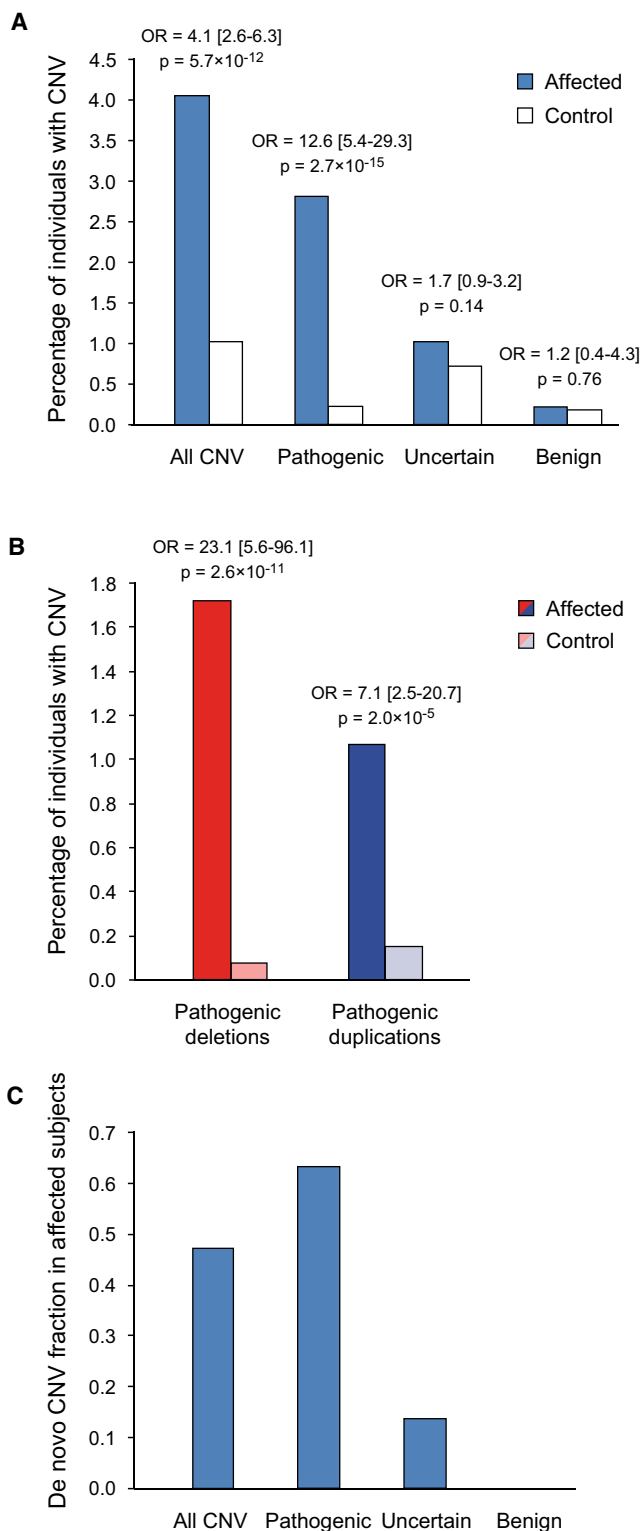 A
OR = 4.1 [2.6-6.3]
p = 5.7×10-12
Affected
Control
OR = 12.6 [5.4-29.3]
p = 2.7×10-15
OR = 1.7 [0.9-3.2]
p = 0.14
OR = 1.2 [0.4-4.3]
p = 0.76
Percentage of individuals with CNV
4.5
4.0
3.5
3.0
2.5
2.0
1.5
1.0
0.5
0.0
All CNV Pathogenic Uncertain Benign
B
OR = 23.1 [5.6-96.1]
p = 2.6×10-11
Affected
Control
OR = 7.1 [2.5-20.7]
p = 2.0×10-5
Percentage of individuals with CNV
1.8
1.6
1.4
1.2
1.0
0.8
0.6
0.4
0.2
0.0
Pathogenic deletions
Pathogenic duplications
C
De novo CNV fraction in affected subjects
0.7
0.6
0.5
0.4
0.3
0.2
0.1
0.0
All CNV Pathogenic Uncertain Benign